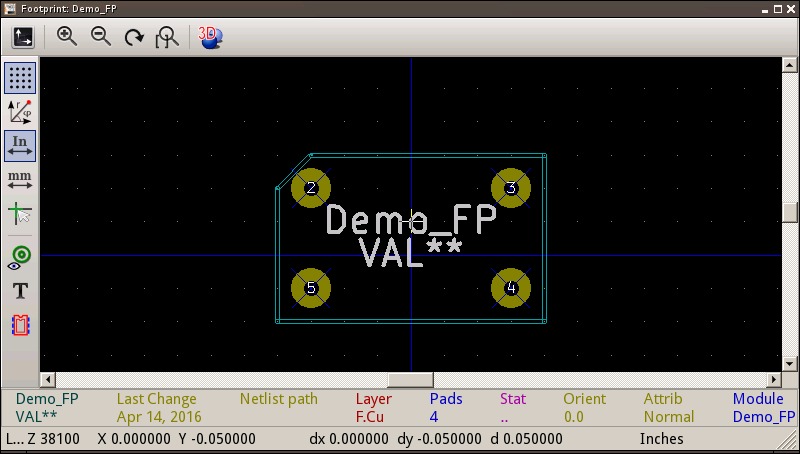 Footprint: Demo_FP
3D
In
mm
T
2
3
Demo_FP
VAL**
5
4
Demo_FP Last Change Netlist path Layer Pads Stat Orient Attrib Module
VAL** Apr 14, 2016 F.Cu 4 .. 0.0 Normal Demo_FP
L... Z 38100 X 0.000000 Y -0.050000 dx 0.000000 dy -0.050000 d 0.050000 Inches